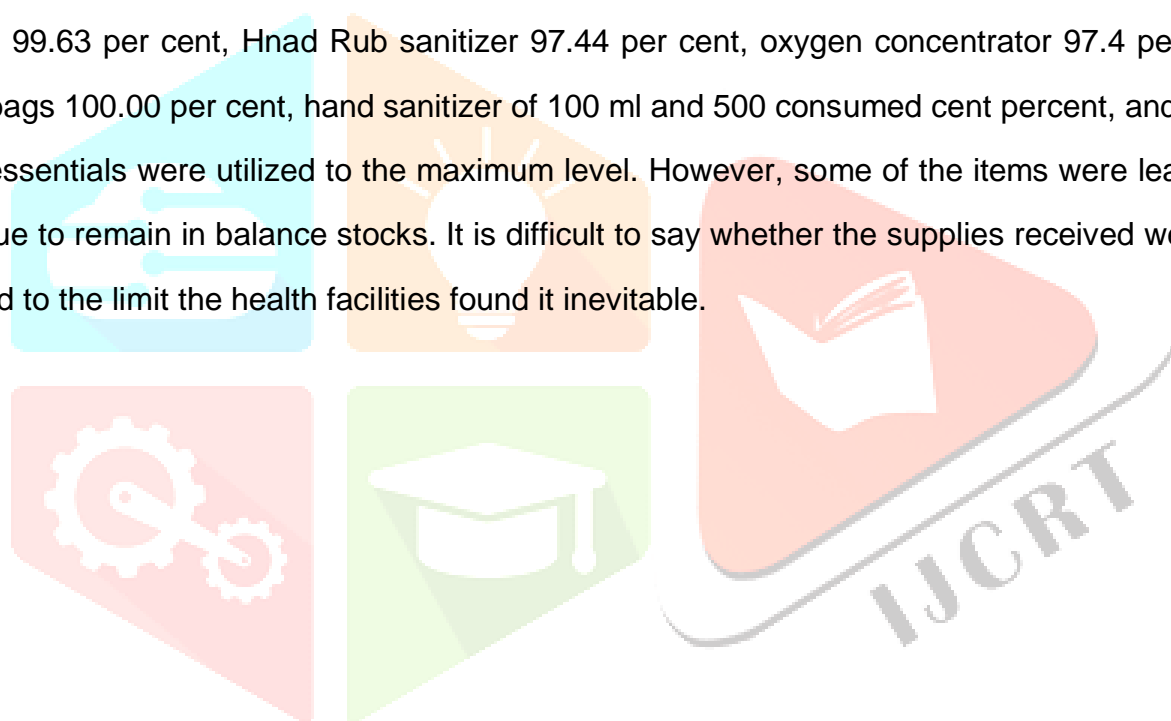 99.63 per cent, Hnad Rub sanitizer 97.44 per cent, oxygen concentrator 97.4 pe
bags 100.00 per cent, hand sanitizer of 100 ml and 500 consumed cent percent, and
essentials were utilized to the maximum level. However, some of the items were lea
ue to remain in balance stocks. It is difficult to say whether the supplies received w
d to the limit the health facilities found it inevitable.
IJCRT